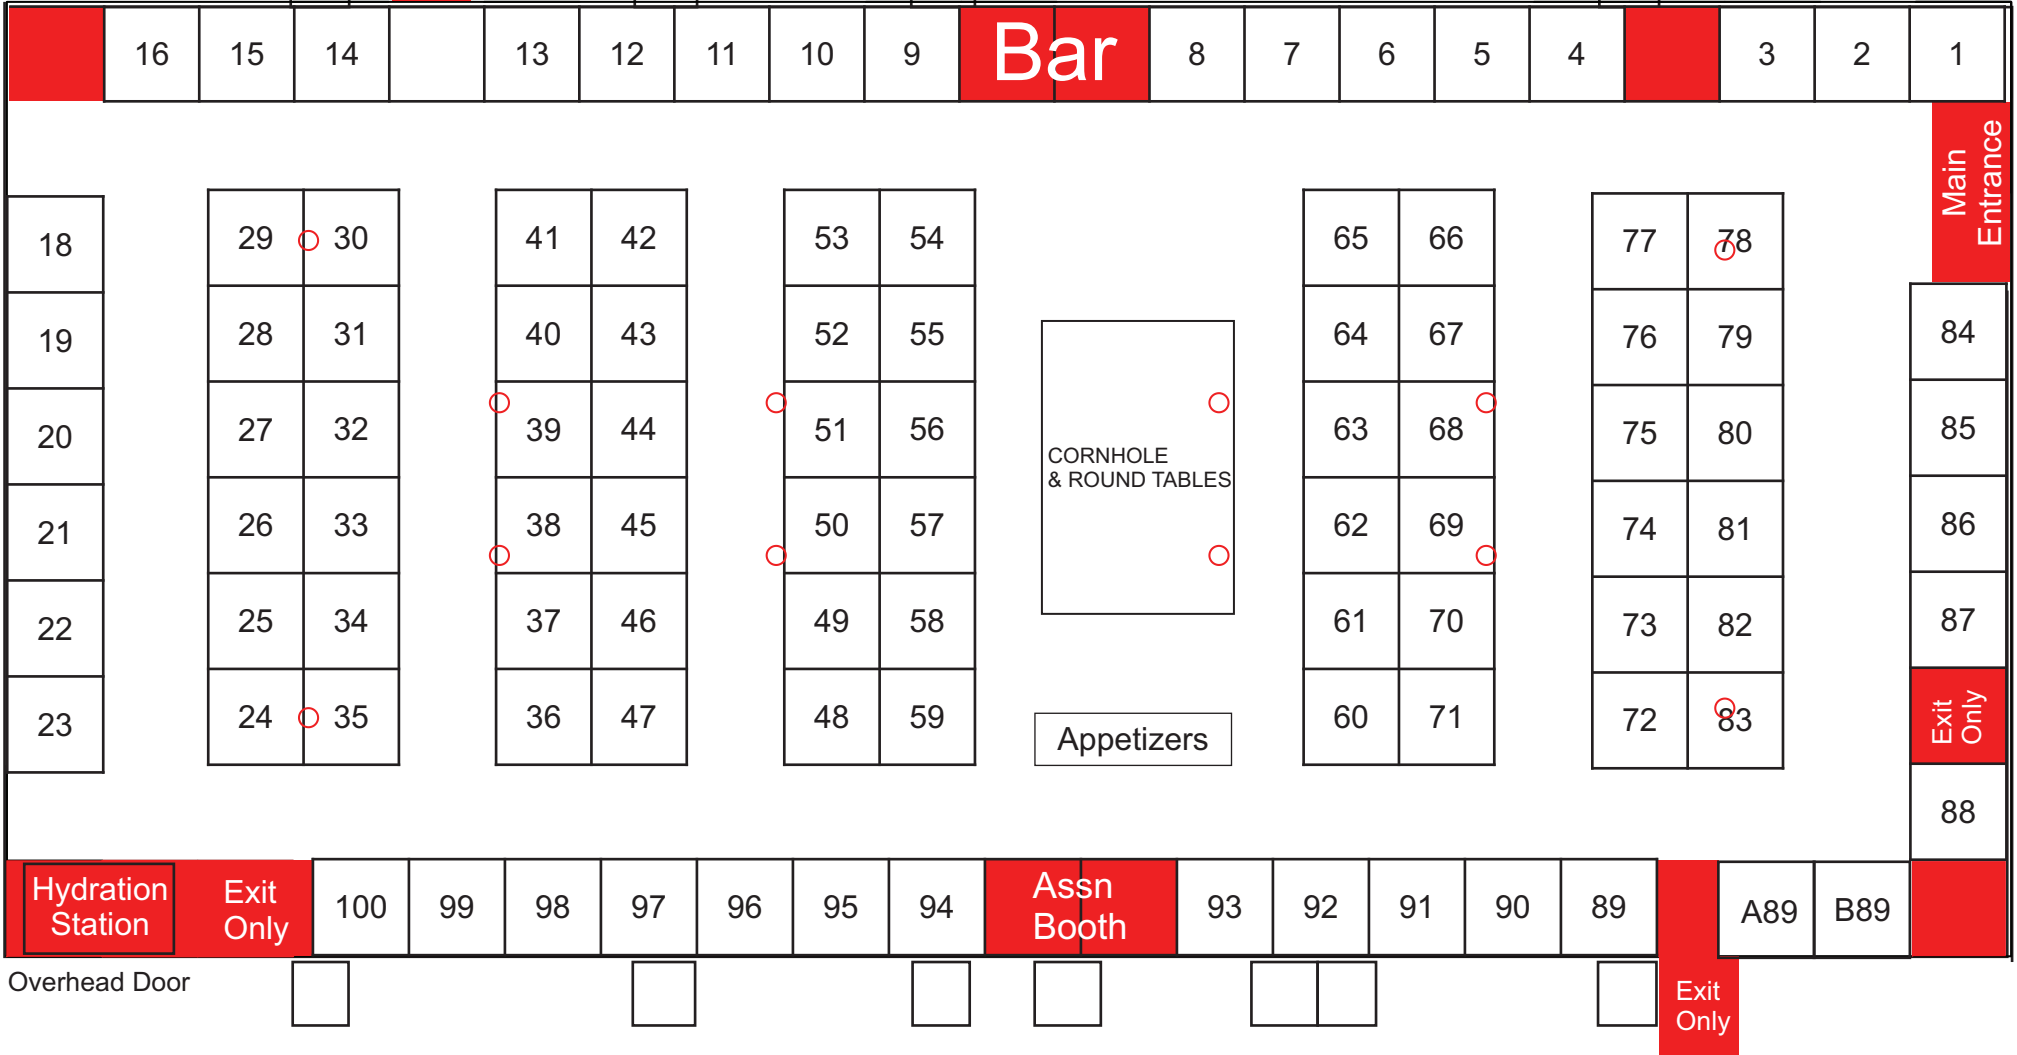 16 15 14 13 12 11 10 9 Bar 8 7 6 5 4 3 2 1
Main
Entrance
18 29 30 41 42 53 54 65 66 77 78
19 28 31 40 43 52 55 64 67 76 79 84
20 27 32 39 44 51 56 63 68 75 80 85
CORNHOLE
& ROUND TABLES
21 26 33 38 45 50 57 62 69 74 81 86
22 25 34 37 46 49 58 61 70 73 82 87
23 24 35 36 47 48 59 60 71 72 83
Appetizers
Exit
Only
88
Hydration
Station
Exit
Only
100 99 98 97 96 95 94
Assn
Booth
93 92 91 90 89 A89 B89
Overhead Door
Exit
Only